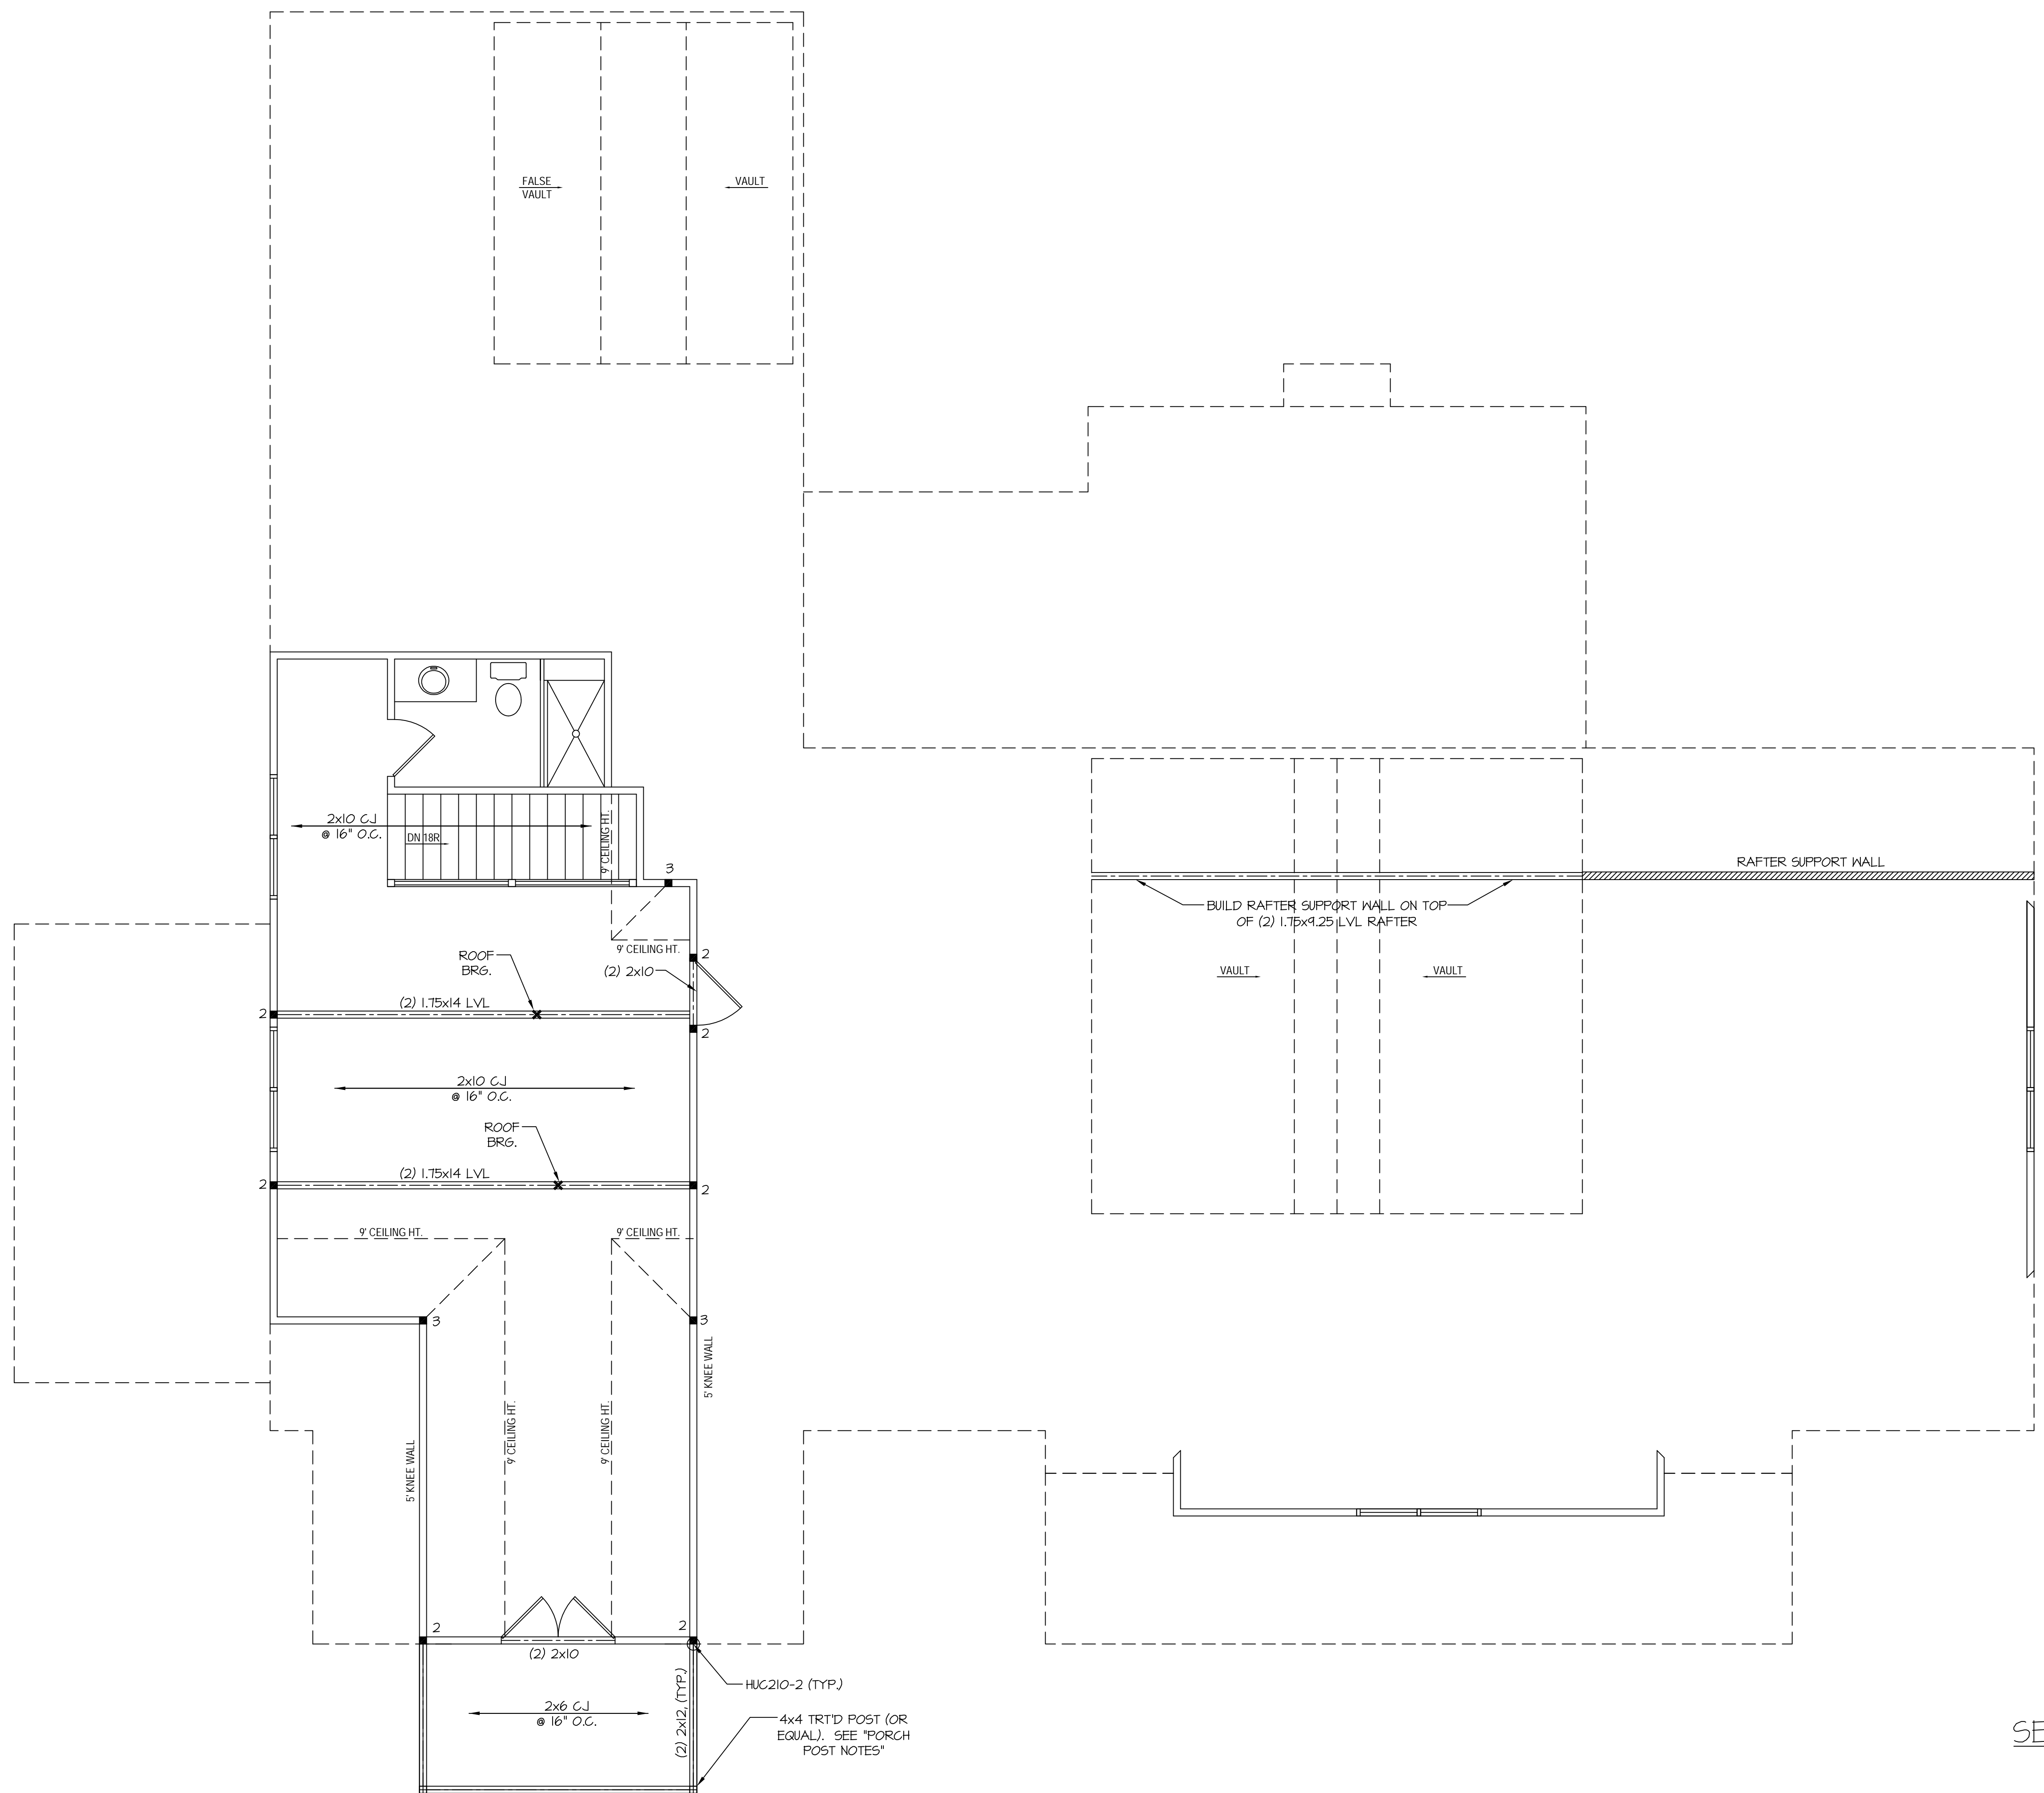 FALSE
VAULT
VAULT
2x10 CJ
@ 16" O.C.
DN 18R
9' CEILING HT.
3
RAFTER SUPPORT WALL
BUILD RAFTER SUPPORT WALL ON TOP
OF (2) 1.75x9.25 LVL RAFTER
9' CEILING HT.
2
ROOF
BRG.
(2) 2x10
VAULT
VAULT
(2) 1.75x14 LVL
2
2
2x10 CJ
@ 16" O.C.
ROOF
BRG.
(2) 1.75x14 LVL
2
2
9' CEILING HT.
9' CEILING HT.
3
3
5' KNEE WALL
9' CEILING HT.
9' CEILING HT.
5' KNEE WALL
2
2
(2) 2x10
HUC210-2 (TYP.)
(2) 2x12, (TYP.)
2x6 CJ
@ 16" O.C.
4x4 TRT'D POST (OR
EQUAL). SEE "PORCH
POST NOTES"
SE